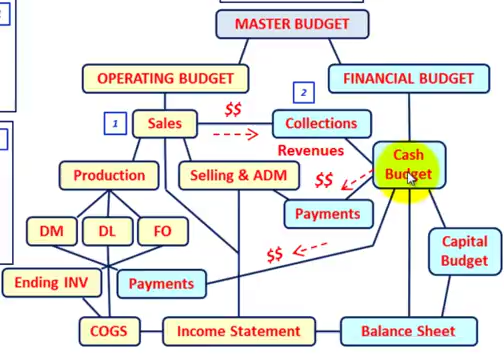 MASTER BUDGET
OPERATING BUDGET
FINANCIAL BUDGET
$$
2
1
Sales
Collections
Revenues
Cash
Budget
Production
Selling & ADM
$$
Payments
DM
DL
FO
$$
Capital
Budget
Ending INV
Payments
COGS
Income Statement
Balance Sheet